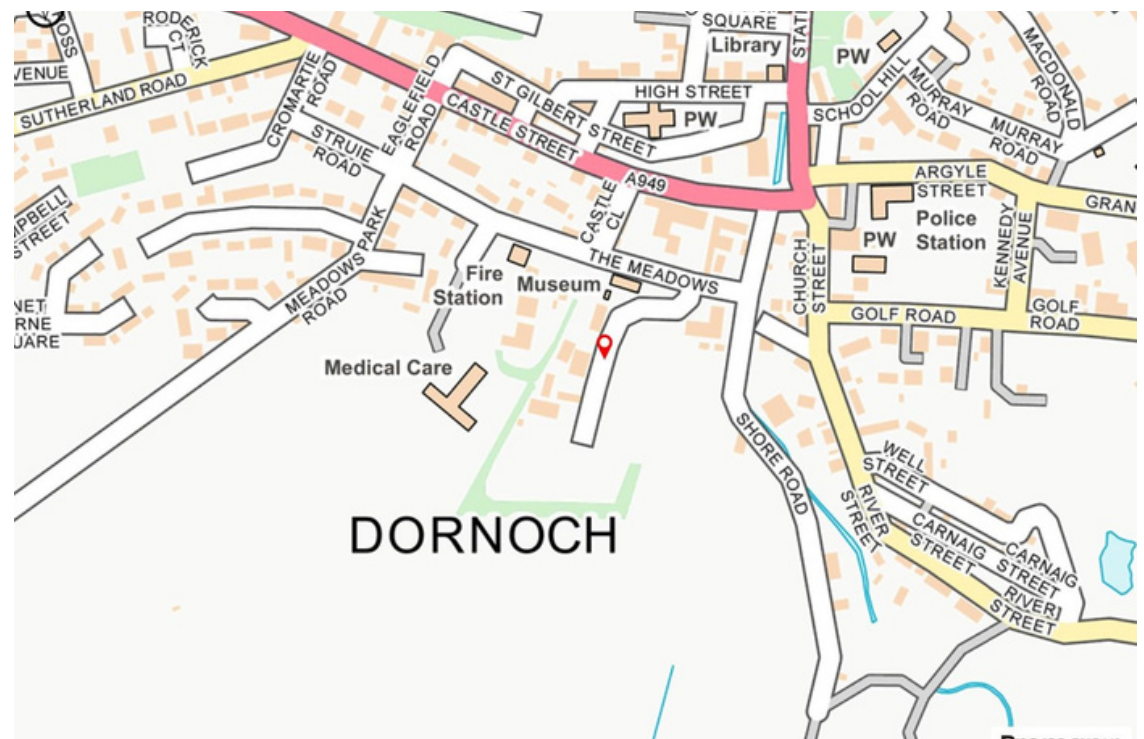 RODERICK
CT
SQUARE
Library
PW
HIGH STREET
PW
SCHOOL HILL
MURRAY
ROAD
MURRAY
ROAD
MACDONALD
ROAD
SUTHERLAND ROAD
CROMARTIE
ROAD
STRUIE
ROAD
EAGLEFIELD
ROAD
ST GILBERT STREET
CASTLE STREET
A949
CASTLE
CL
ARGYLE
STREET
GRAN
Police
Station
PW
KENNEDY
AVENUE
CHURCH
STREET
GOLF ROAD
GOLF
ROAD
THE MEADOWS
Museum
Fire
Station
MEADOWS PARK
ROAD
Medical Care
SHORE ROAD
WELL
STREET
RIVER
STREET
CARNAIG
STREET
CARNAIG
STREET
RIVER
STREET
DORNOCH